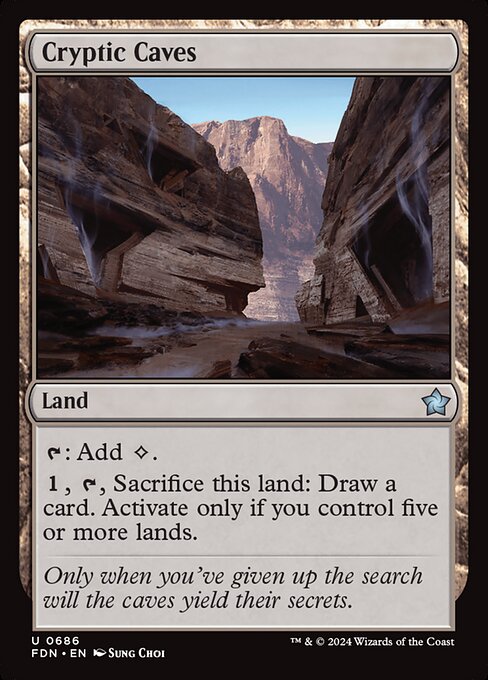 Cryptic Caves
Land
: Add .
1 , , Sacrifice this land: Draw a
card. Activate only if you control five
or more lands.
Only when you've given up the search
will the caves yield their secrets.
U 0686
™ & © 2024 Wizards of the Coast
FDN • EN Sung Choi